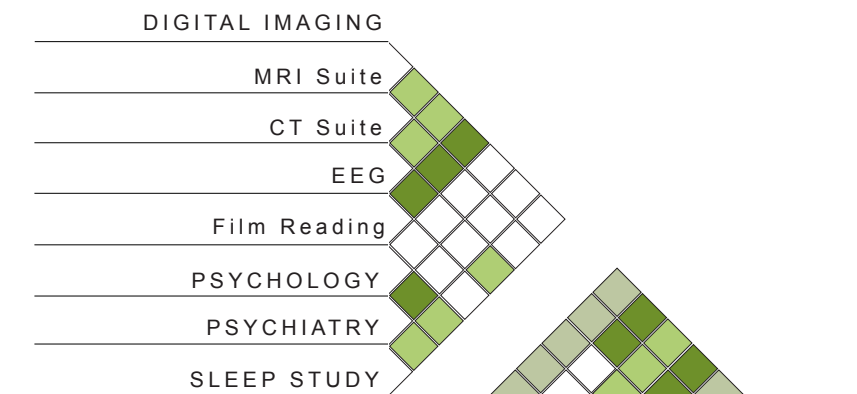 DIGITAL IMAGING
MRI Suite
CT Suite
EEG
Film Reading
PSYCHOLOGY
PSYCHIATRY
SLEEP STUDY